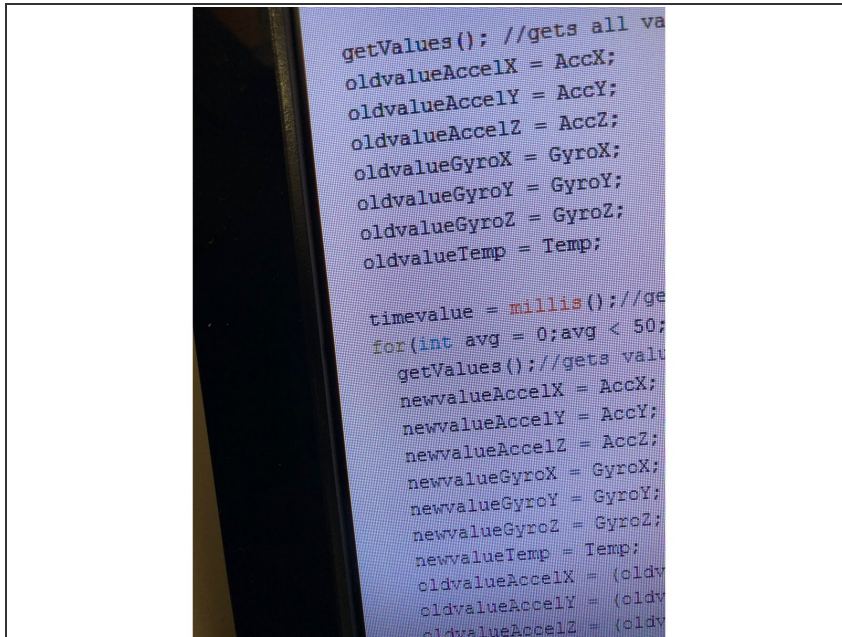 getValues(); //gets all va
oldvalueAccelX = AccX;
oldvalueAccelY = AccY;
oldvalueAccelZ = AccZ;
oldvalueGyroX = GyroX;
oldvalueGyroY = GyroY;
oldvalueGyroZ = GyroZ;
oldvalueTemp = Temp;
timevalue = millis();//ge
for(int avg = 0;avg < 50;
getValues();//gets valu
newvalueAccelX = AccX;
newvalueAccelY = AccY;
newvalueAccelZ = AccZ;
newvalueGyroX = GyroX;
newvalueGyroY = GyroY;
newvalueGyroZ = GyroZ;
newvalueTemp = Temp;
oldvalueAccelX = (oldv
oldvalueAccelY = (oldv
oldvalueAccelZ = (oldv